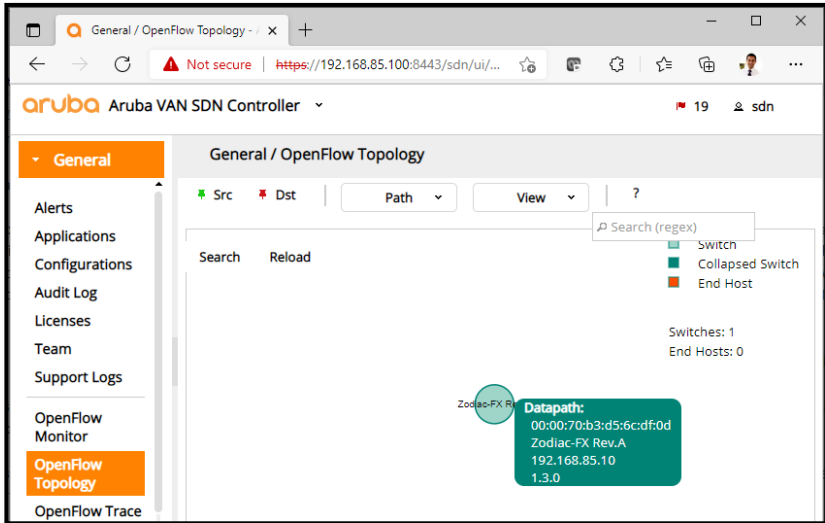 General / OpenFlow Topology - /
Not secure | https://192.168.85.100:8443/sdn/ui/...
aruba Aruba VAN SDN Controller
19 sdn
General
General / OpenFlow Topology
Src Dst Path View ?
Search (regex)
Alerts
Applications
Configurations
Audit Log
Licenses
Team
Support Logs
OpenFlow
Monitor
OpenFlow
Topology
OpenFlow Trace
Search Reload
Switch
Collapsed Switch
End Host
Switches: 1
End Hosts: 0
Zodiac-FX Re
Datapath:
00:00:70:b3:d5:6c:df:0d
Zodiac-FX Rev.A
192.168.85.10
1.3.0